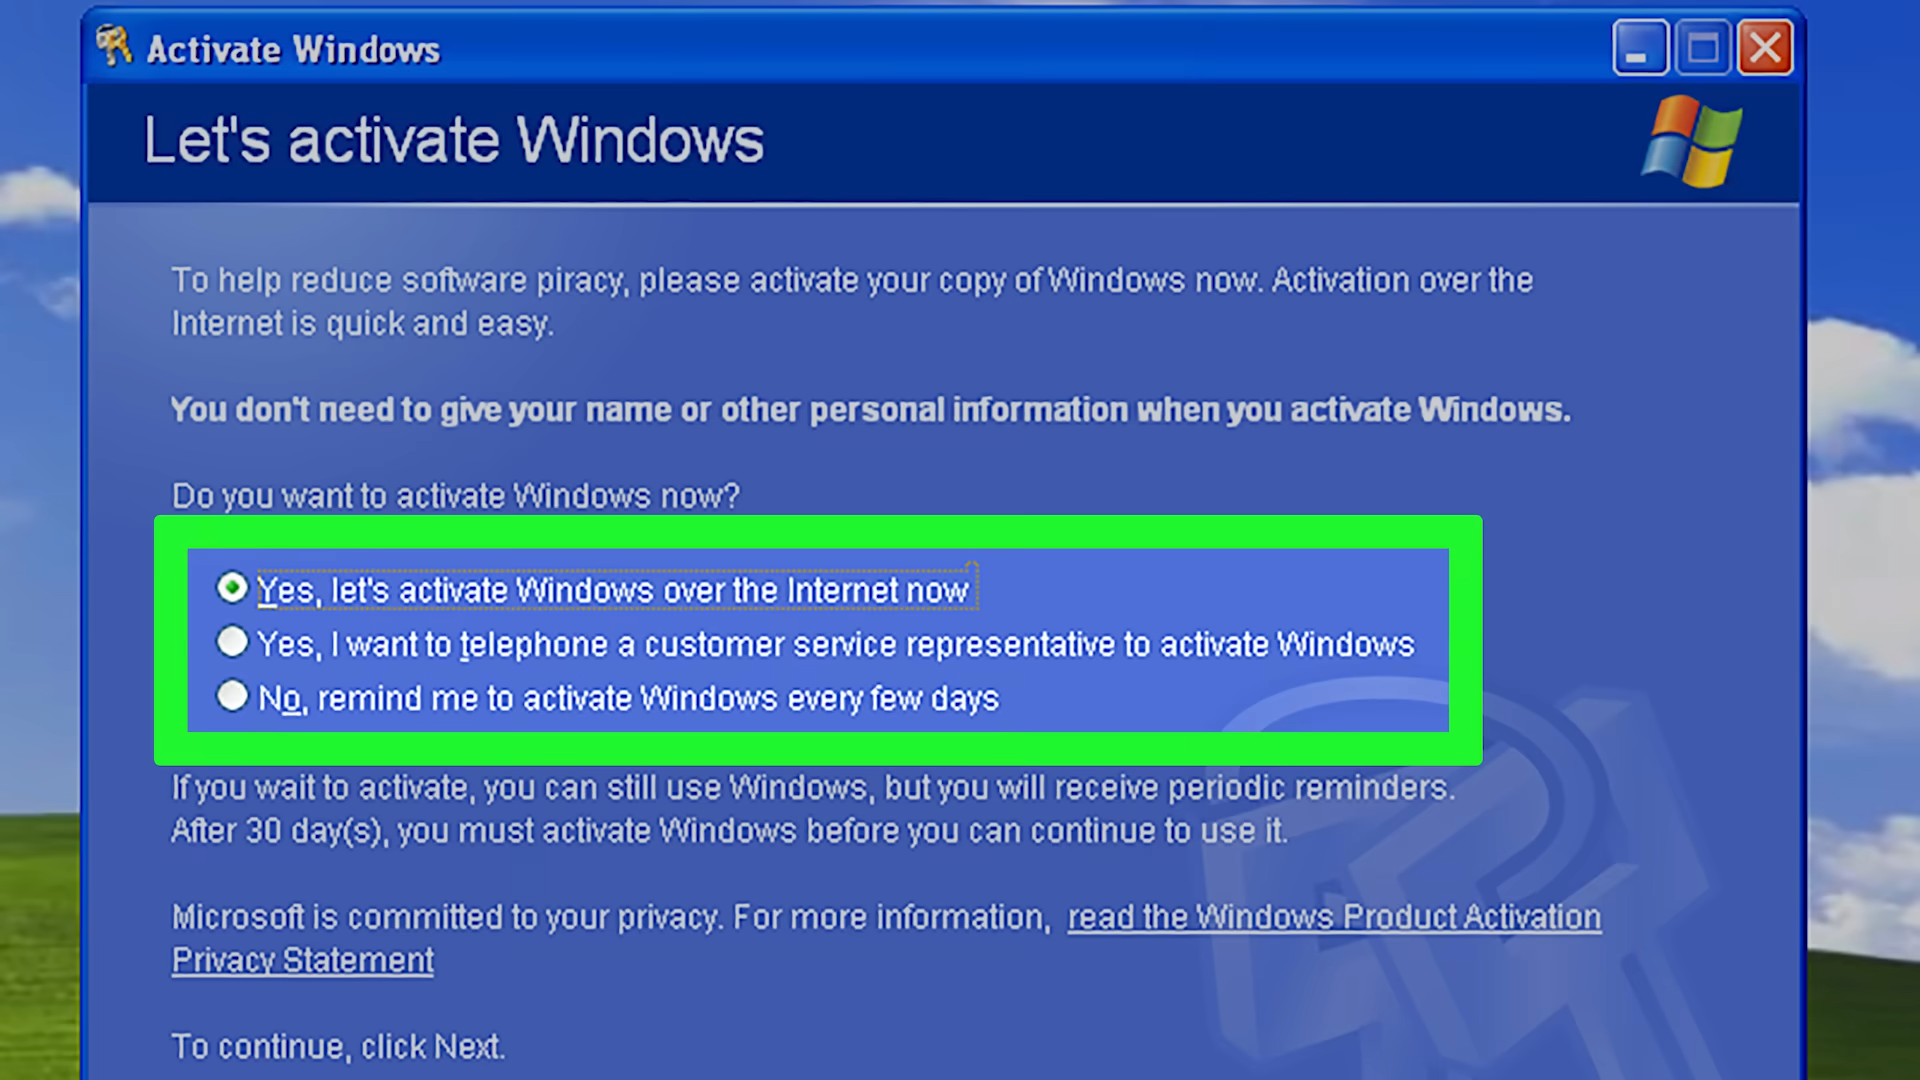 Activate Windows
Let's activate Windows
To help reduce software piracy, please activate your copy of Windows now. Activation over the
Internet is quick and easy.
You don't need to give your name or other personal information when you activate Windows.
Do you want to activate Windows now?
Yes, let's activate Windows over the Internet now
Yes, I want to telephone a customer service representative to activate Windows
No, remind me to activate Windows every few days
If you wait to activate, you can still use Windows, but you will receive periodic reminders.
After 30 day(s), you must activate Windows before you can continue to use it.
Microsoft is committed to your privacy. For more information, read the Windows Product Activation
Privacy Statement
To continue, click Next.